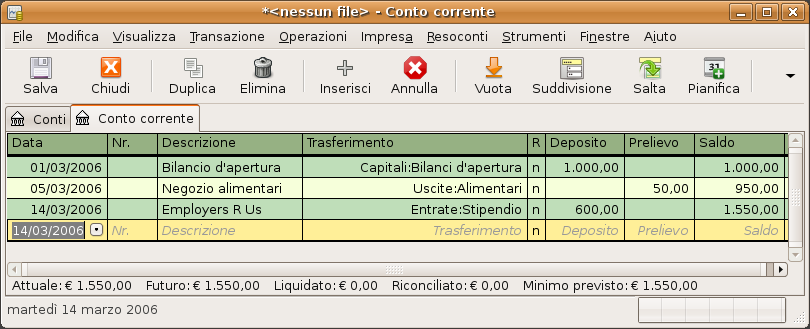 *<nessun file> - Conto corrente
File Modifica Visualizza Transazione Operazioni Impresa Resoconti Strumenti Finestre Aiuto
Salva Chiudi Duplica Elimina Inserisci Annulla Vuota Suddivisione Salta Pianifica
31
Conti Conto corrente
Data Nr. Descrizione Trasferimento R Deposito Prelievo Saldo
01/03/2006 Bilancio d'apertura Capitali:Bilanci d'apertura n 1.000,00 1.000,00
05/03/2006 Negozio alimentari Uscite:Alimentari n 50,00 950,00
14/03/2006 Employers R Us Entrate:Stipendio n 600,00 1.550,00
14/03/2006 Nr. Descrizione Trasferimento n Deposito Prelievo Saldo
Attuale: € 1.550,00 Futuro: € 1.550,00 Liquidato: € 0,00 Riconciliato: € 0,00 Minimo previsto: € 1.550,00
martedì 14 marzo 2006